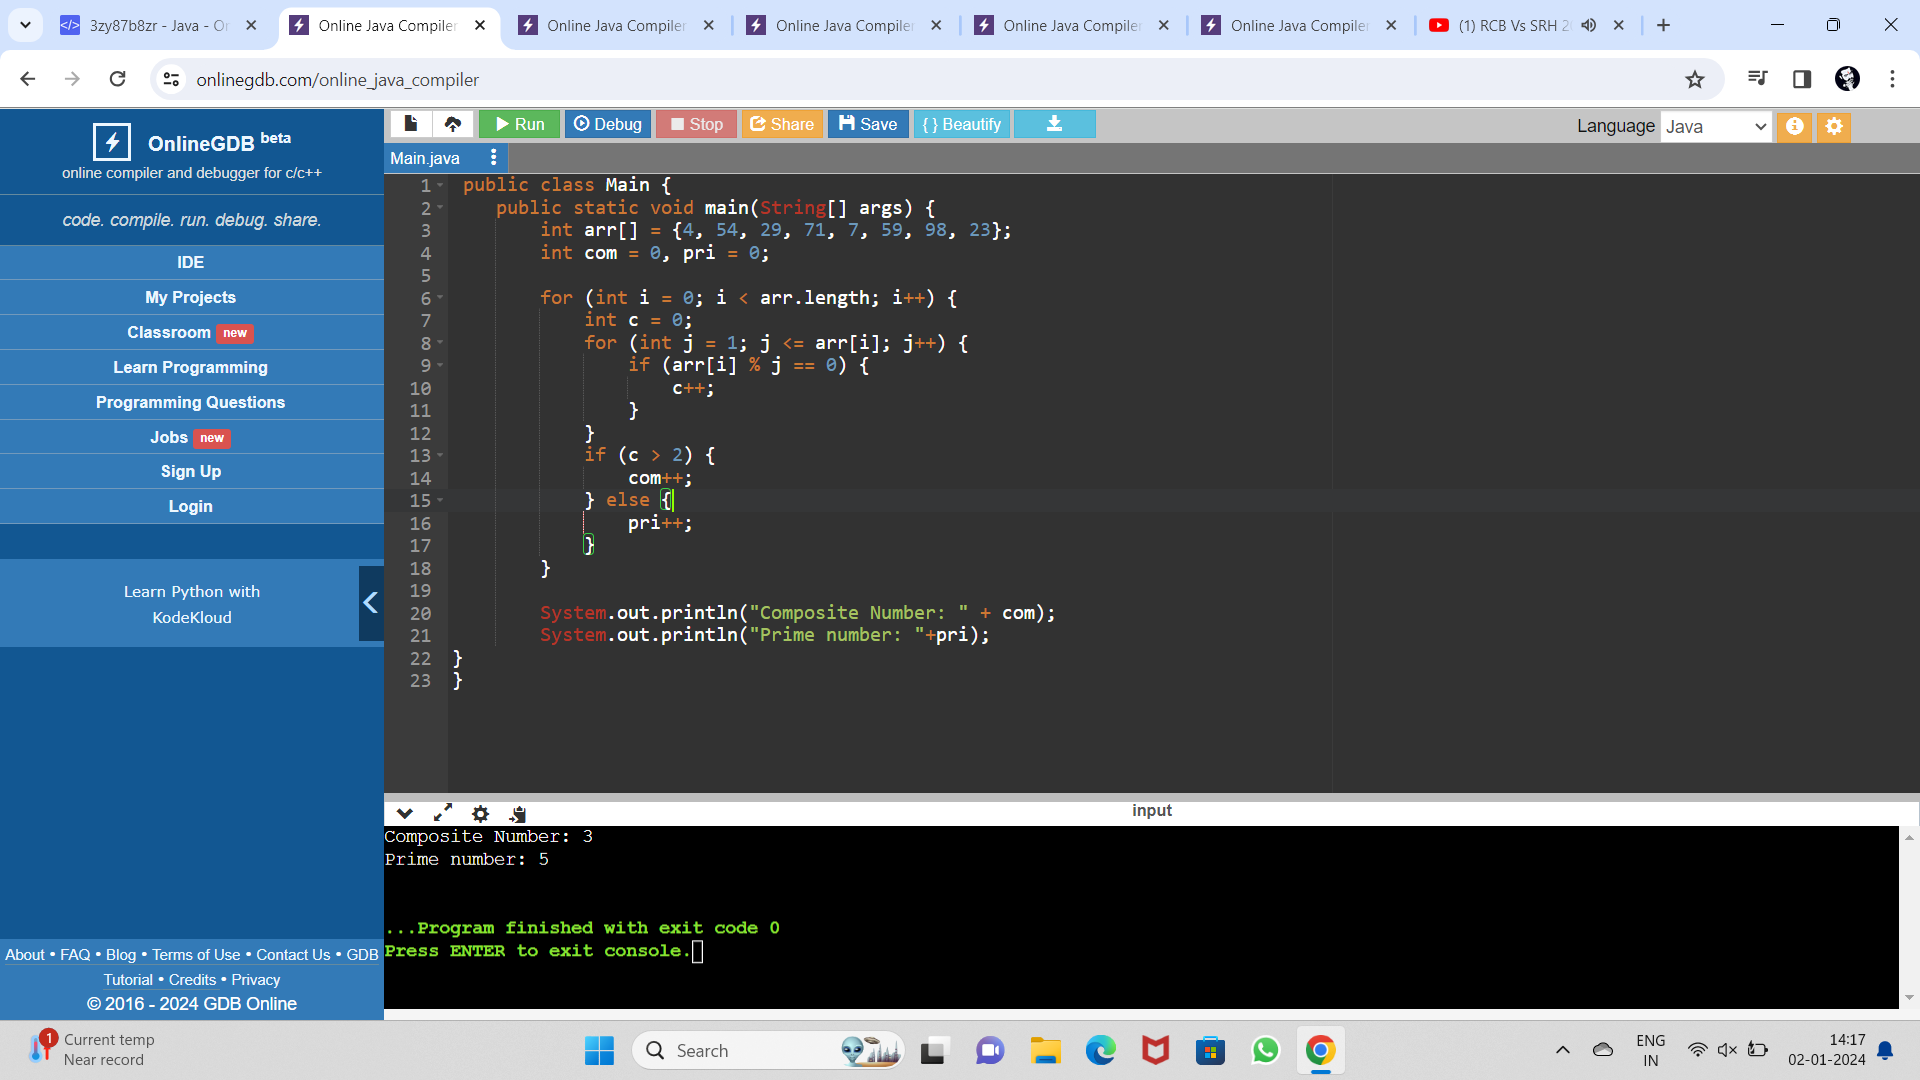 3zy87b8zr - Java - Or
Online Java Compiler
Online Java Compiler
Online Java Compiler
Online Java Compiler
Online Java Compiler
(1) RCB Vs SRH
onlinegdb.com/online_java_compiler
OnlineGDB beta
online compiler and debugger for c/c++
code. compile. run. debug. share.
IDE
My Projects
Classroom new
Learn Programming
Programming Questions
Jobs new
Sign Up
Login
Learn Python with
KodeKloud
About • FAQ • Blog • Terms of Use • Contact Us • GDB
Tutorial • Credits • Privacy
© 2016 - 2024 GDB Online
Run Debug Stop Share Save { } Beautify
Language Java
Main.java
1 public class Main {
2 public static void main(String[] args) {
3 int arr[] = {4, 54, 29, 71, 7, 59, 98, 23};
4 int com = 0, pri = 0;
5
6 for (int i = 0; i < arr.length; i++) {
7 int c = 0;
8 for (int j = 1; j <= arr[i]; j++) {
9 if (arr[i] % j == 0) {
10 c++;
11 }
12 }
13 if (c > 2) {
14 com++;
15 } else {
16 pri++;
17 }
18 }
19
20 System.out.println("Composite Number: " + com);
21 System.out.println("Prime number: "+pri);
22 }
23 }
input
Composite Number: 3
Prime number: 5
...Program finished with exit code 0
Press ENTER to exit console.
1
Current temp
Near record
Search
ENG
IN
14:17
02-01-2024